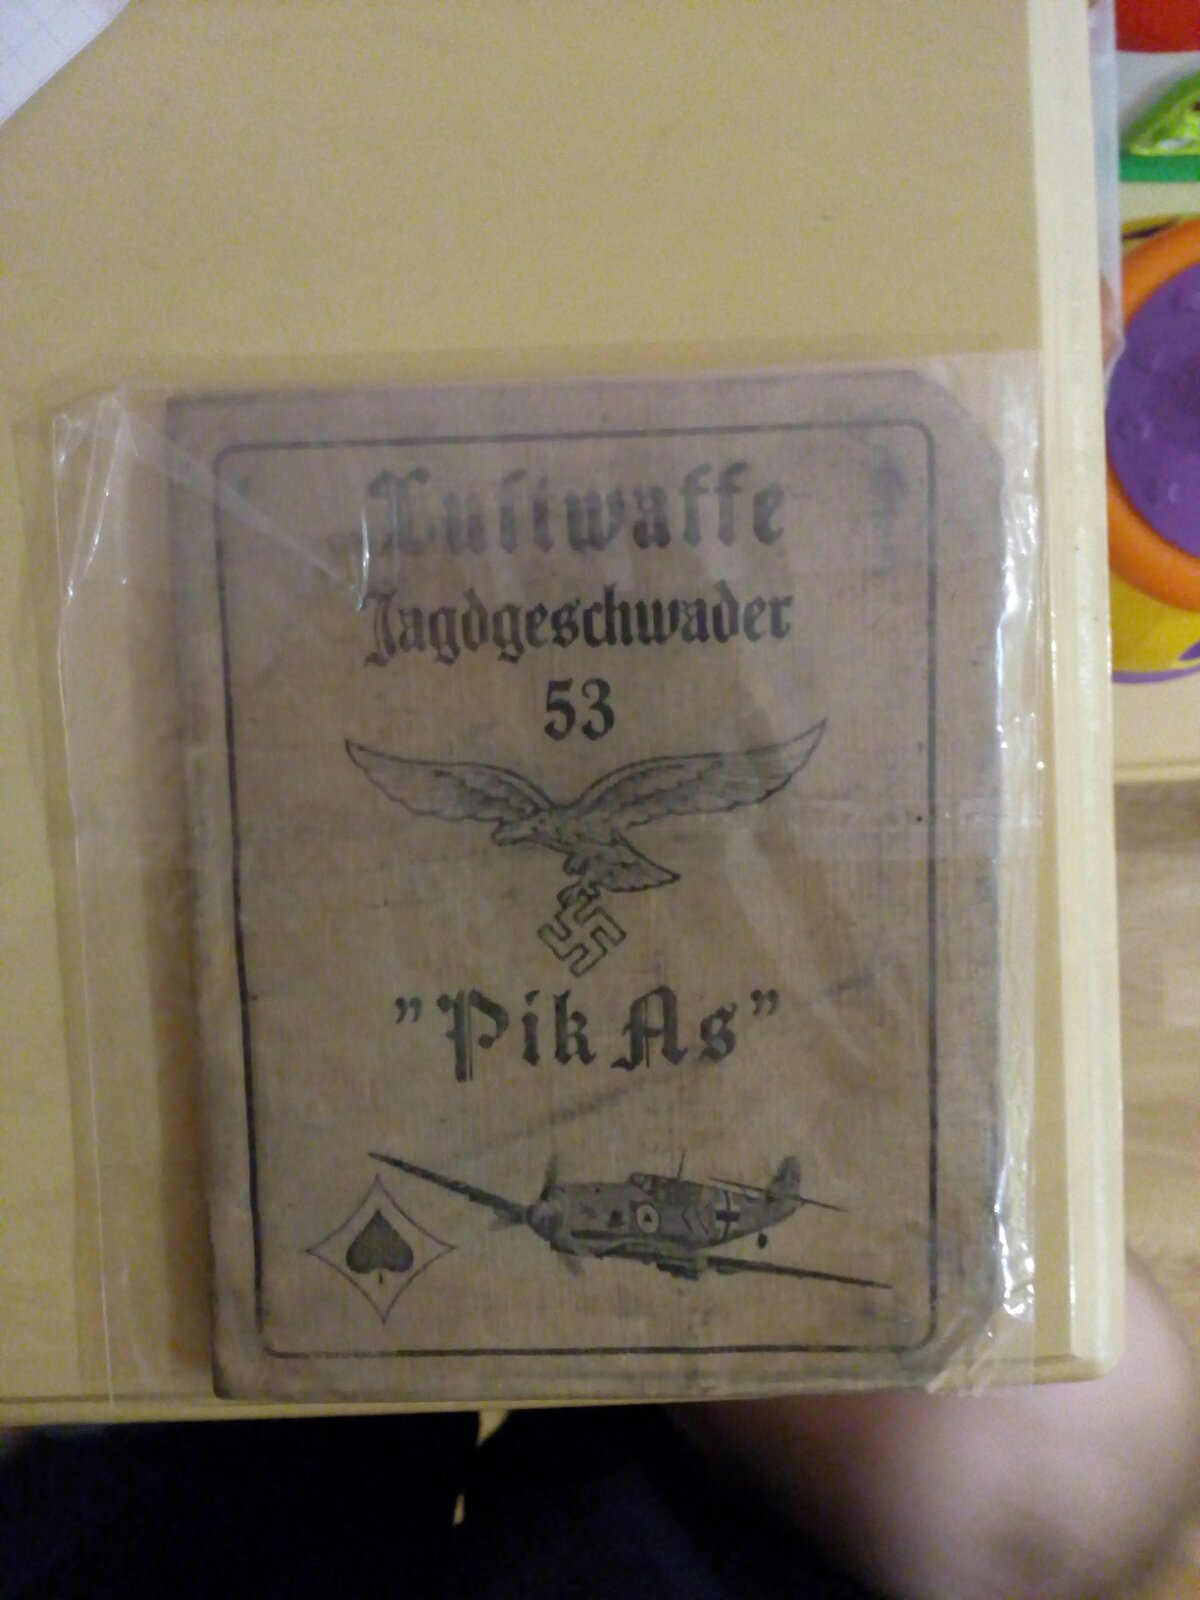 Luftwaffe
Jagdgeschwader
53
"Pik As"